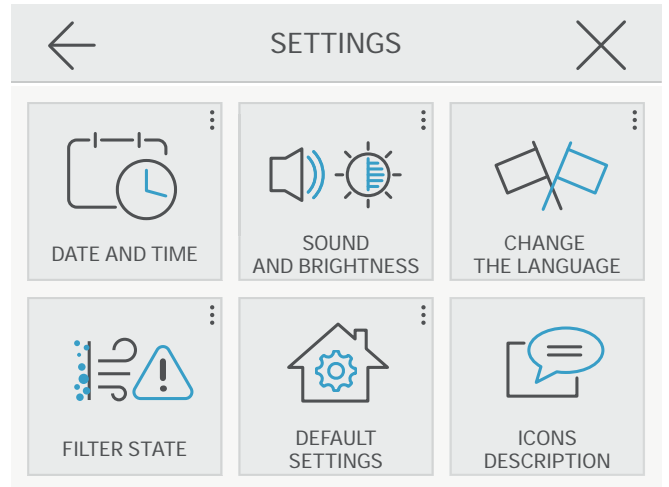 SETTINGS
DATE AND TIME
SOUND
AND BRIGHTNESS
CHANGE
THE LANGUAGE
FILTER STATE
DEFAULT
SETTINGS
ICONS
DESCRIPTION